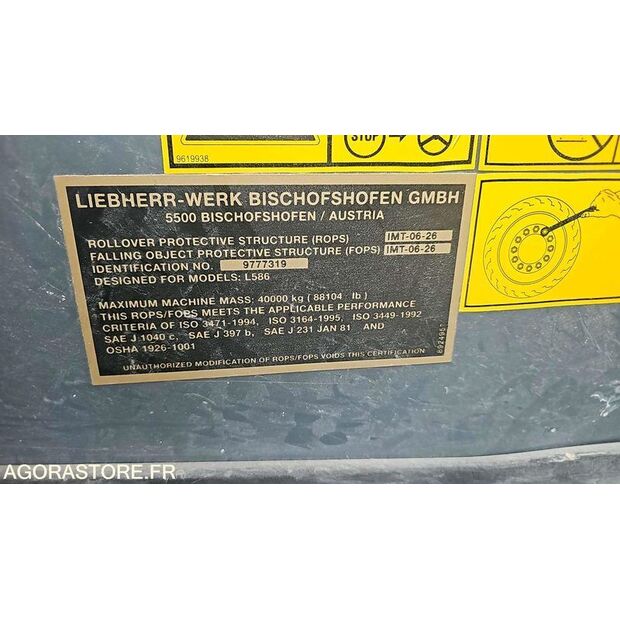 STOP
9619938
LIEBHERR-WERK BISCHOFSHOFEN GMBH
5500 BISCHOFSHOFEN / AUSTRIA
ROLLOVER PROTECTIVE STRUCTURE (ROPS) IMT-06-26
FALLING OBJECT PROTECTIVE STRUCTURE (FOPS) IMT-06-26
IDENTIFICATION NO. 9777319
DESIGNED FOR MODELS: L586
MAXIMUM MACHINE MASS: 40000 kg ( 88104 lb )
THIS ROPS/FOBS MEETS THE APPLICABLE PERFORMANCE
CRITERIA OF ISO 3471-1994, ISO 3164-1995, ISO 3449-1992
SAE J 1040 c, SAE J 397 b, SAE J 231 JAN 81 AND
OSHA 1926-1001
UNAUTHORIZED MODIFICATION OF ROPS/FOPS VOIDS THIS CERTIFICATION
AGORASTORE.FR